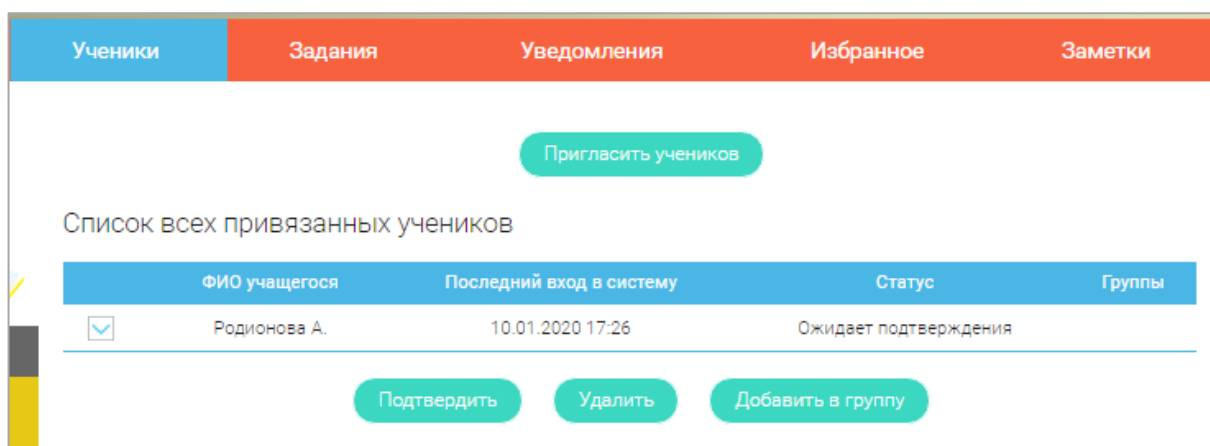 Ученики Задания Уведомления Избранное Заметки
Пригласить учеников
Список всех привязанных учеников
ФИО учащегося Последний вход в систему Статус Группы
Родионова А. 10.01.2020 17:26 Ожидает подтверждения
Подтвердить Удалить Добавить в группу